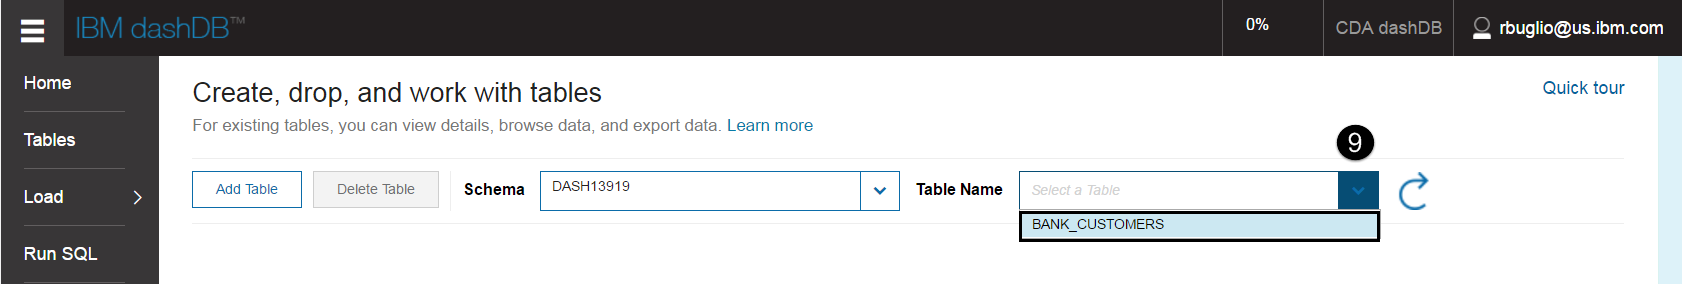 IBM dashDB™
0%
CDA dashDB
rbuglio@us.ibm.com
Home
Tables
Load
Run SQL
Create, drop, and work with tables
Quick tour
For existing tables, you can view details, browse data, and export data. Learn more
9
Add Table
Delete Table
Schema
DASH13919
Table Name
Select a Table
BANK_CUSTOMERS